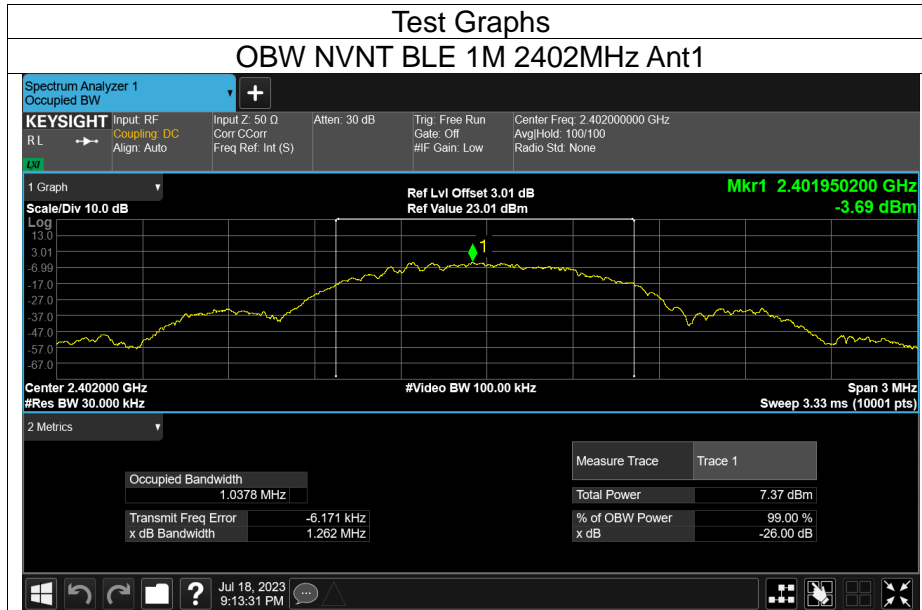 Test Graphs
OBW NVNT BLE 1M 2402MHz Ant1
Spectrum Analyzer 1
Occupied BW
+
KEYSIGHT Input: RF Input Z: 50 Ω Atten: 30 dB Trig: Free Run Center Freq: 2.402000000 GHz
RL Coupling: DC Corr CCorr Gate: Off Avg|Hold: 100/100
Align: Auto Freq Ref: Int (S) #IF Gain: Low Radio Std: None
LXI
1 Graph Ref Lvl Offset 3.01 dB Mkr1 2.401950200 GHz
Scale/Div 10.0 dB Ref Value 23.01 dBm -3.69 dBm
Log
13.0
3.01
1
-6.99
-17.0
-27.0
-37.0
-47.0
-57.0
-67.0
Center 2.402000 GHz #Video BW 100.00 kHz Span 3 MHz
#Res BW 30.000 kHz Sweep 3.33 ms (10001 pts)
2 Metrics
Measure Trace Trace 1
Occupied Bandwidth
1.0378 MHz Total Power 7.37 dBm
Transmit Freq Error -6.171 kHz % of OBW Power 99.00 %
x dB Bandwidth 1.262 MHz x dB -26.00 dB
? Jul 18, 2023
9:13:31 PM